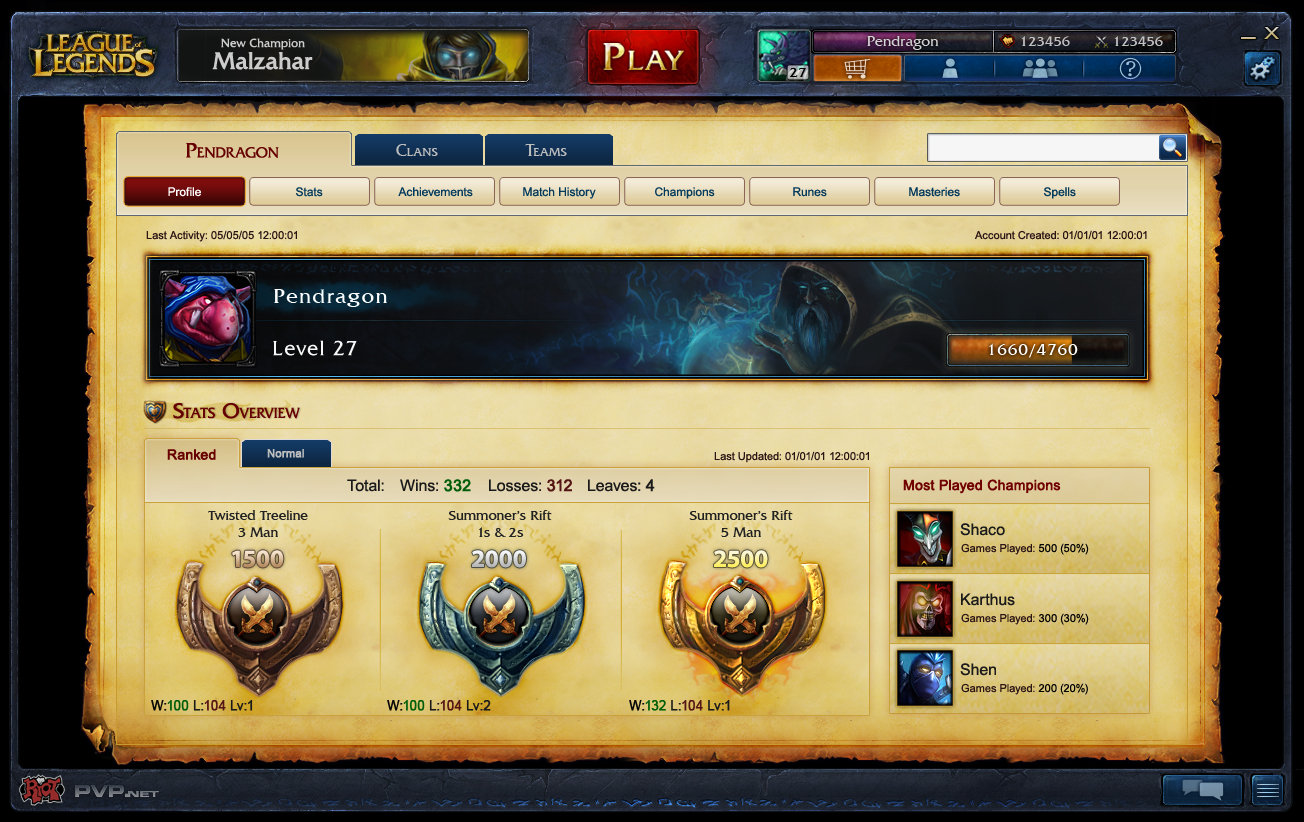 LEAGUE of LEGENDS
New Champion
Malzahar
PLAY
27
Pendragon
123456
123456
PENDRAGON
CLANS
TEAMS
Profile
Stats
Achievements
Match History
Champions
Runes
Masteries
Spells
Last Activity: 05/05/05 12:00:01
Account Created: 01/01/01 12:00:01
Pendragon
Level 27
1660/4760
STATS OVERVIEW
Ranked
Normal
Last Updated: 01/01/01 12:00:01
Total: Wins: 332 Losses: 312 Leaves: 4
Twisted Treeline
3 Man
1500
W:100 L:104 Lv:1
Summoner's Rift
1s & 2s
2000
W:100 L:104 Lv:2
Summoner's Rift
5 Man
2500
W:132 L:104 Lv:1
Most Played Champions
Shaco
Games Played: 500 (50%)
Karthus
Games Played: 300 (30%)
Shen
Games Played: 200 (20%)
RIOT
PVP.NET